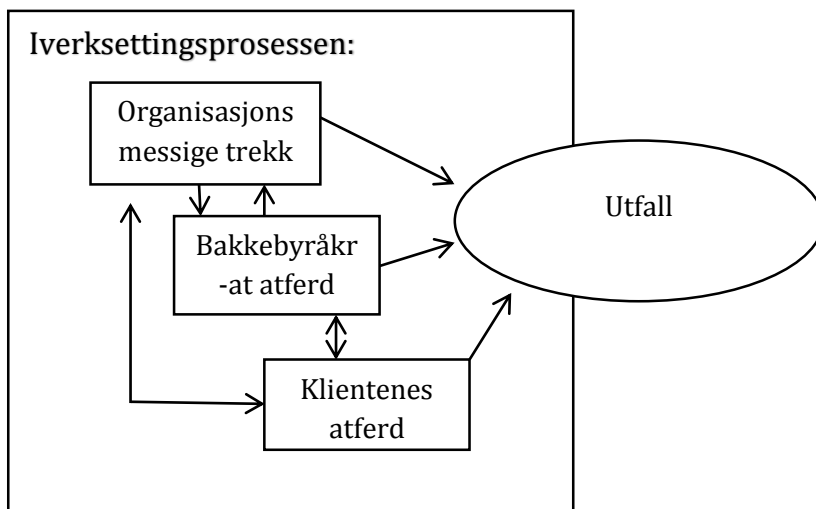 Iverksettingsprosessen:
Organisasjons
messige trekk
Utfall
Bakkebyråkr
-at atferd
Klientenes
atferd